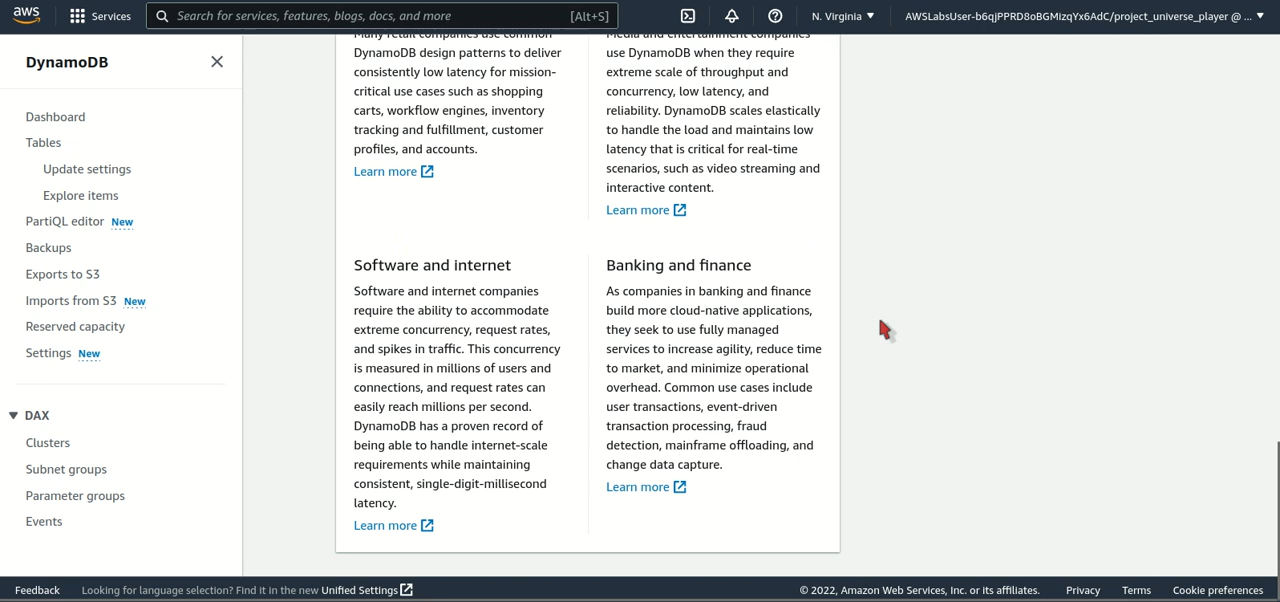 aws
Services
Search for services, features, blogs, docs, and more
[Alt+S]
N. Virginia ▼
AWSLabsUser-b6qjPPRD8oBGMizqYx6AdC/project_universe_player @ ... ▼
DynamoDB
Dashboard
Tables
Update settings
Explore items
PartiQL editor New
Backups
Exports to S3
Imports from S3 New
Reserved capacity
Settings New
▼ DAX
Clusters
Subnet groups
Parameter groups
Events
Many retail companies use common
DynamoDB design patterns to deliver
consistently low latency for mission-
critical use cases such as shopping
carts, workflow engines, inventory
tracking and fulfillment, customer
profiles, and accounts.
Learn more
Media and entertainment companies
use DynamoDB when they require
extreme scale of throughput and
concurrency, low latency, and
reliability. DynamoDB scales elastically
to handle the load and maintains low
latency that is critical for real-time
scenarios, such as video streaming and
interactive content.
Learn more
Software and internet
Software and internet companies
require the ability to accommodate
extreme concurrency, request rates,
and spikes in traffic. This concurrency
is measured in millions of users and
connections, and request rates can
easily reach millions per second.
DynamoDB has a proven record of
being able to handle internet-scale
requirements while maintaining
consistent, single-digit-millisecond
latency.
Learn more
Banking and finance
As companies in banking and finance
build more cloud-native applications,
they seek to use fully managed
services to increase agility, reduce time
to market, and minimize operational
overhead. Common use cases include
user transactions, event-driven
transaction processing, fraud
detection, mainframe offloading, and
change data capture.
Learn more
Feedback
Looking for language selection? Find it in the new Unified Settings
© 2022, Amazon Web Services, Inc. or its affiliates.
Privacy
Terms
Cookie preferences